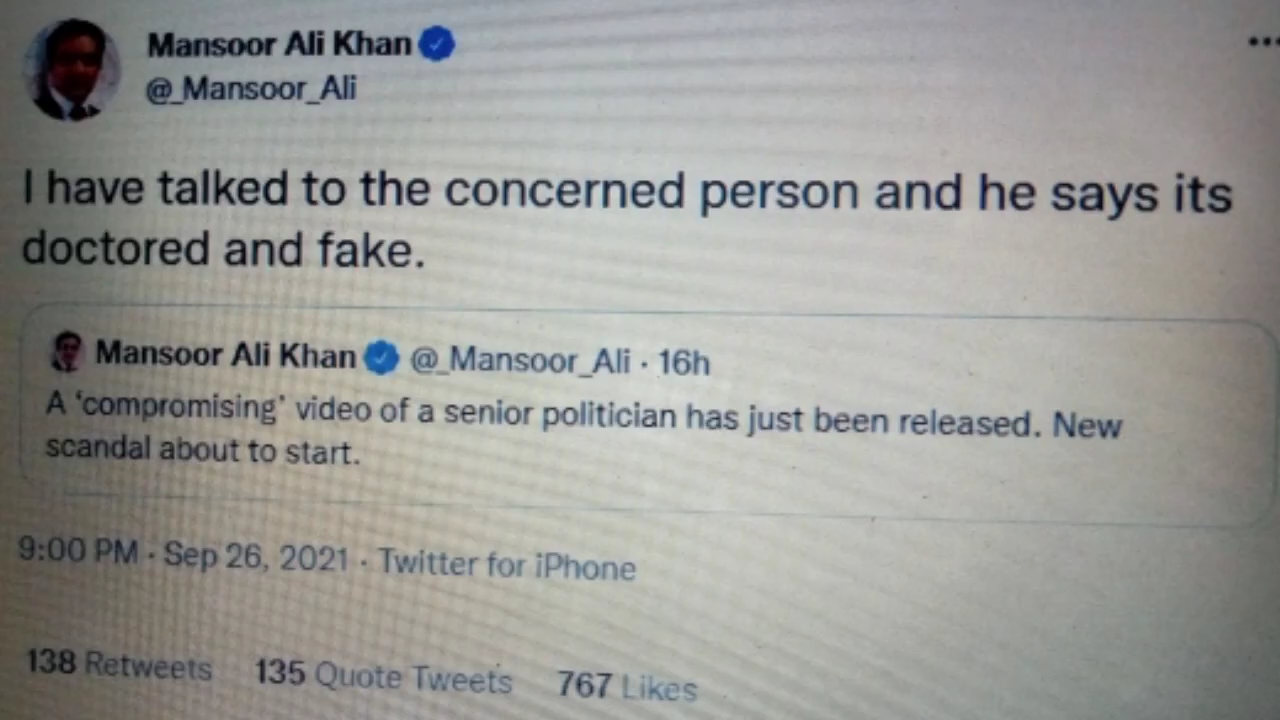 Mansoor Ali Khan
@_Mansoor_Ali
I have talked to the concerned person and he says its
doctored and fake.
Mansoor Ali Khan @_Mansoor_Ali · 16h
A ‘compromising’ video of a senior politician has just been released. New
scandal about to start.
9:00 PM · Sep 26, 2021 · Twitter for iPhone
138 Retweets 135 Quote Tweets 767 Likes